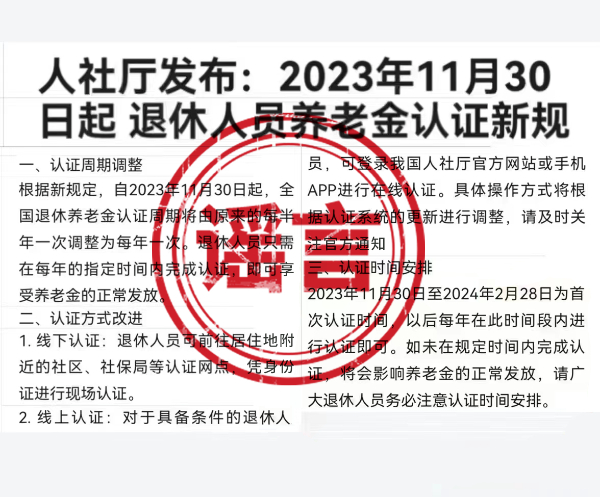 人社厅发布：2023年11月30
日起 退休人员养老金认证新规
一、认证周期调整
根据新规定，自2023年11月30日起，全
国退休养老金认证周期将由原来的每半
年一次调整为每年一次。退休人员只需
在每年的指定时间内完成认证，即可享
受养老金的正常发放。
二、认证方式改进
1. 线下认证：退休人员可前往居住地附
近的社区、社保局等认证网点，凭身份
证进行现场认证。
2. 线上认证：对于具备条件的退休人
员，可登录我国人社厅官方网站或手机
APP进行在线认证。具体操作方式将根
据认证系统的更新进行调整，请及时关
注官方通知
三、认证时间安排
2023年11月30日至2024年2月28日为首
次认证时间，以后每年在此时间段内进
行认证即可。如未在规定时间内完成认
证，将会影响养老金的正常发放，请广
大退休人员务必注意认证时间安排。
谣言